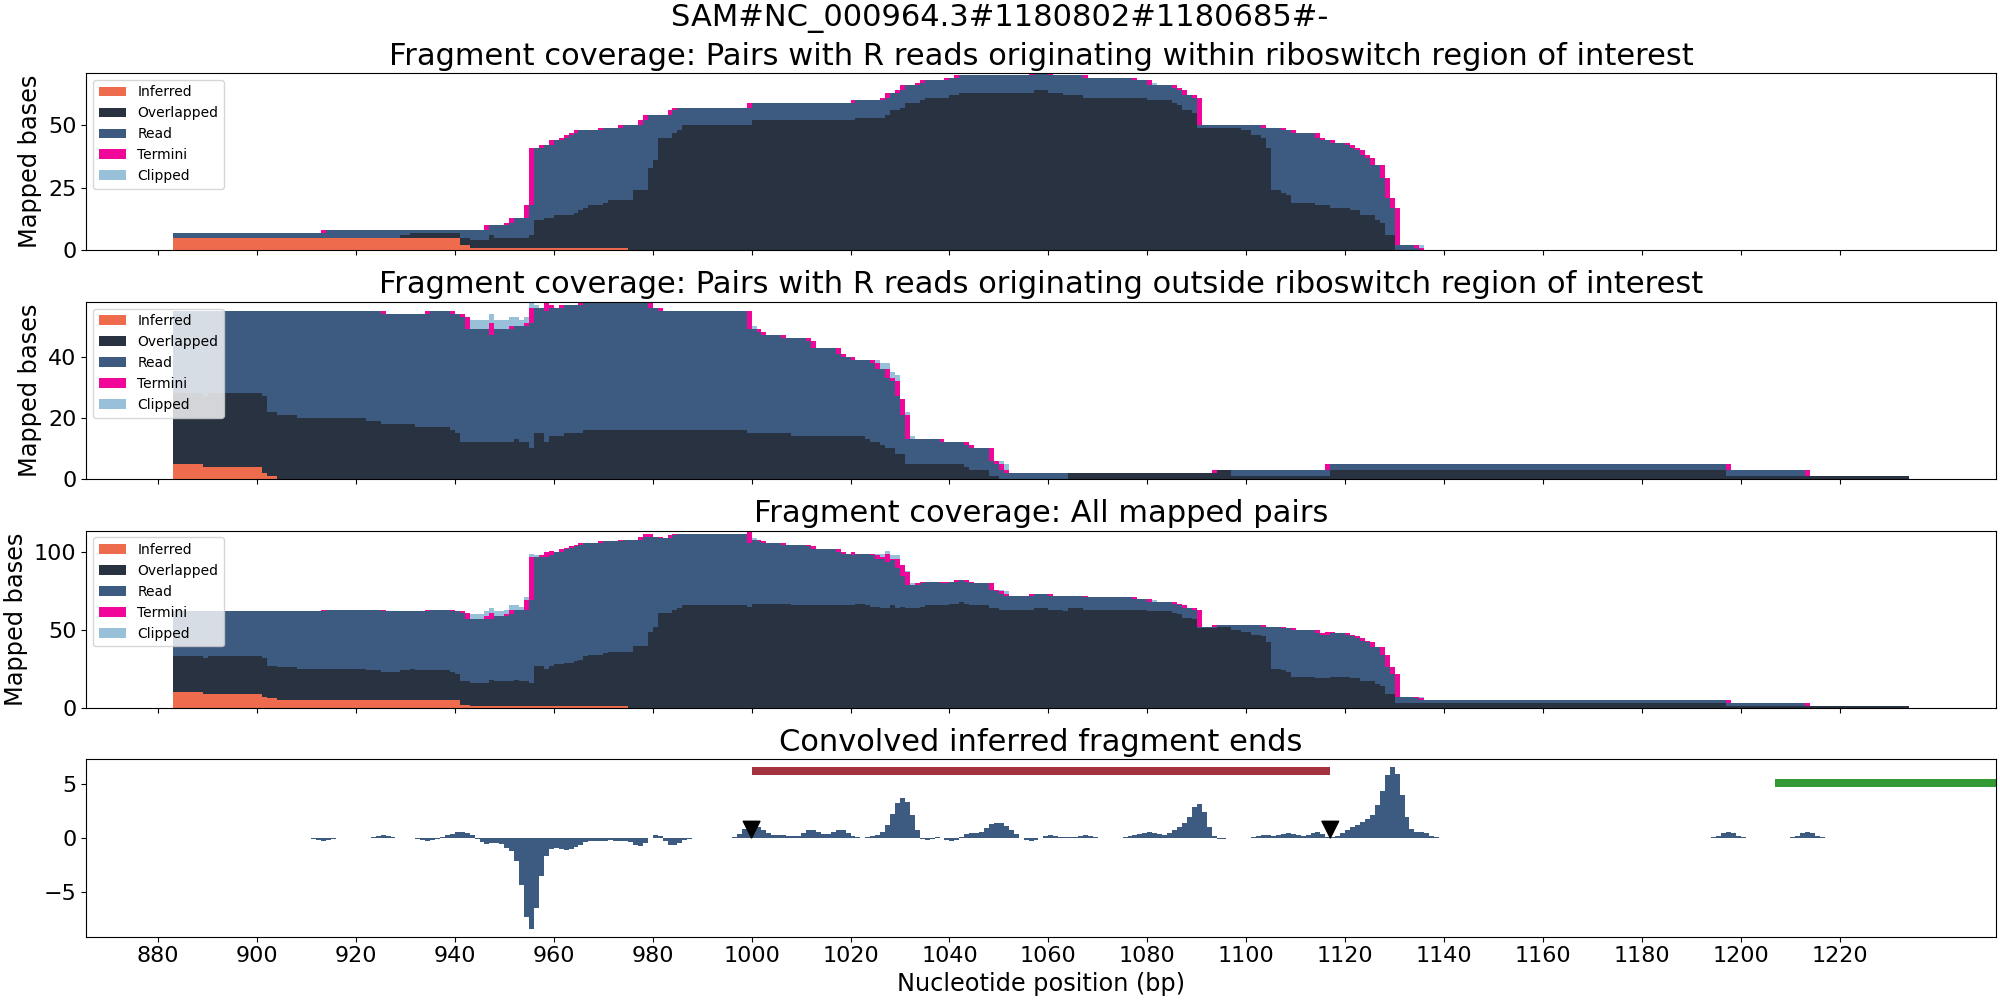 SAM#NC_000964.3#1180802#1180685#-
Fragment coverage: Pairs with R reads originating within riboswitch region of interest
Mapped bases
50
25
0
Inferred
Overlapped
Read
Termini
Clipped
Fragment coverage: Pairs with R reads originating outside riboswitch region of interest
Mapped bases
40
20
0
Inferred
Overlapped
Read
Termini
Clipped
Fragment coverage: All mapped pairs
Mapped bases
100
50
0
Inferred
Overlapped
Read
Termini
Clipped
Convolved inferred fragment ends
5
0
−5
880 900 920 940 960 980 1000 1020 1040 1060 1080 1100 1120 1140 1160 1180 1200 1220
Nucleotide position (bp)